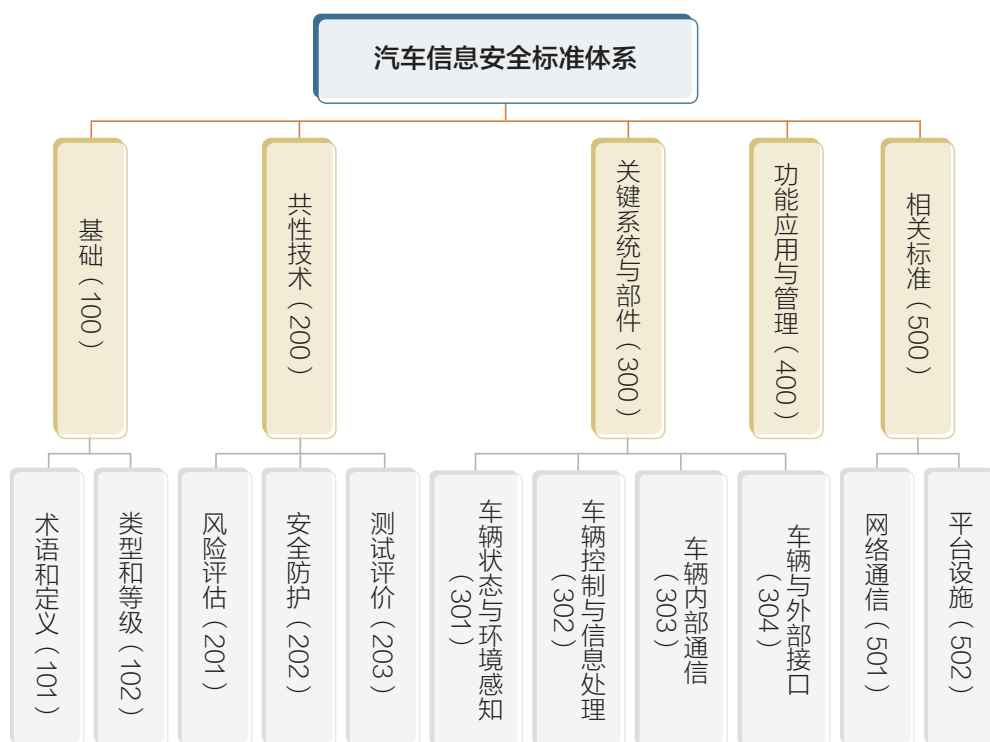 汽车信息安全标准体系
基础（100）
共性技术（200）
关键系统与部件（300）
功能应用与管理（400）
相关标准（500）
术语和定义（101）
类型和等级（102）
风险评估（201）
安全防护（202）
测试评价（203）
车辆状态与环境感知
（301）
车辆控制与信息处理
（302）
车辆内部通信
（303）
车辆与外部接口
（304）
网络通信（501）
平台设施（502）